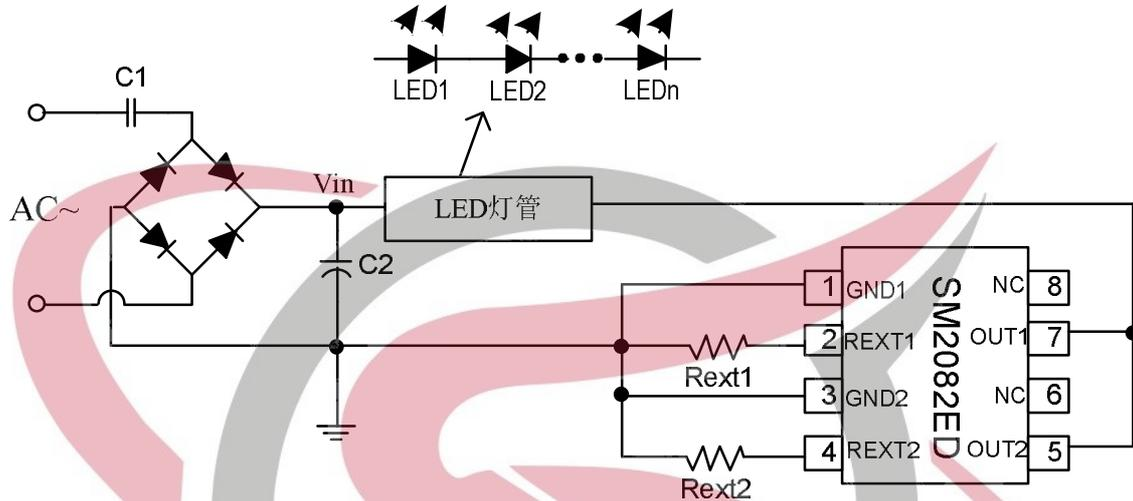 LED1 LED2 LEDn
C1
AC~
Vin
LED灯管
C2
SM2082ED
1 GND1
2 REXT1
3 GND2
4 REXT2
NC 8
OUT1 7
NC 6
OUT2 5
Rext1
Rext2